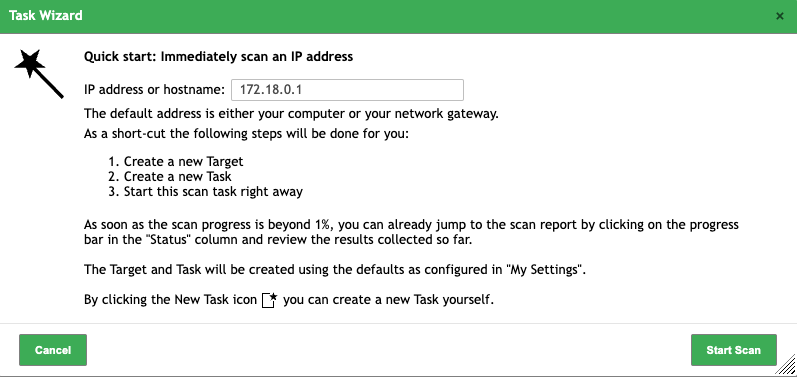 Task Wizard
×
Quick start: Immediately scan an IP address
IP address or hostname: 172.18.0.1
The default address is either your computer or your network gateway.
As a short-cut the following steps will be done for you:
1. Create a new Target
2. Create a new Task
3. Start this scan task right away
As soon as the scan progress is beyond 1%, you can already jump to the scan report by clicking on the progress
bar in the "Status" column and review the results collected so far.
The Target and Task will be created using the defaults as configured in "My Settings".
By clicking the New Task icon you can create a new Task yourself.
Cancel
Start Scan